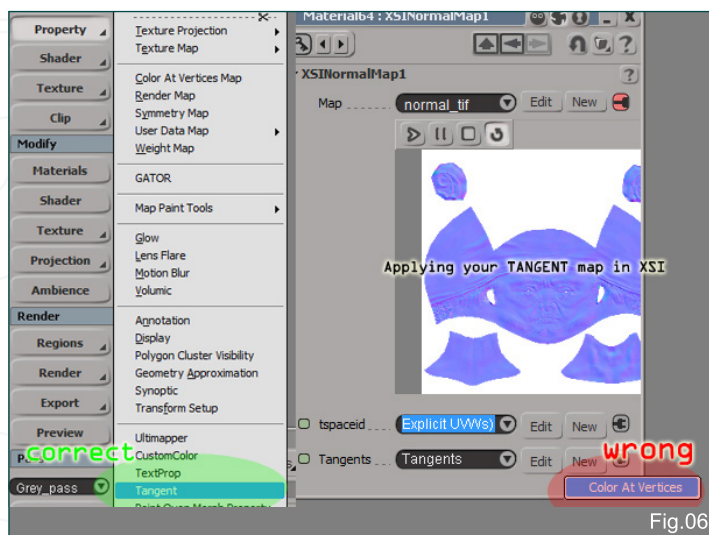 Property
Shader
Texture
Clip
Modify
Materials
Shader
Texture
Projection
Ambience
Render
Regions
Render
Export
Preview
Grey_pass
correct
Texture Projection
Texture Map
Color At Vertices Map
Render Map
Symmetry Map
User Data Map
Weight Map
GATOR
Map Paint Tools
Glow
Lens Flare
Motion Blur
Volumic
Annotation
Display
Polygon Cluster Visibility
Geometry Approximation
Synoptic
Transform Setup
Ultimapper
CustomColor
TextProp
Tangent
Paint Over Morph Property
Material64 : XSINormalMap1
XSINormalMap1
?
Map normal_tif Edit New
Applying your TANGENT map in XSI
tspaceid Explicit UVWs) Edit New
Tangents Tangents Edit New
wrong
Color At Vertices
Fig.06